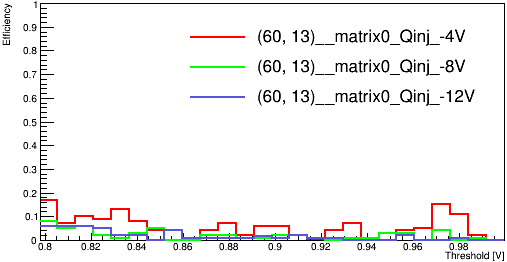 Efficiency
1
0.9
0.8
0.7
0.6
0.5
0.4
0.3
0.2
0.1
0
(60, 13)__matrix0_Qinj_-4V
(60, 13)__matrix0_Qinj_-8V
(60, 13)__matrix0_Qinj_-12V
0.8 0.82 0.84 0.86 0.88 0.9 0.92 0.94 0.96 0.98
Threshold [V]